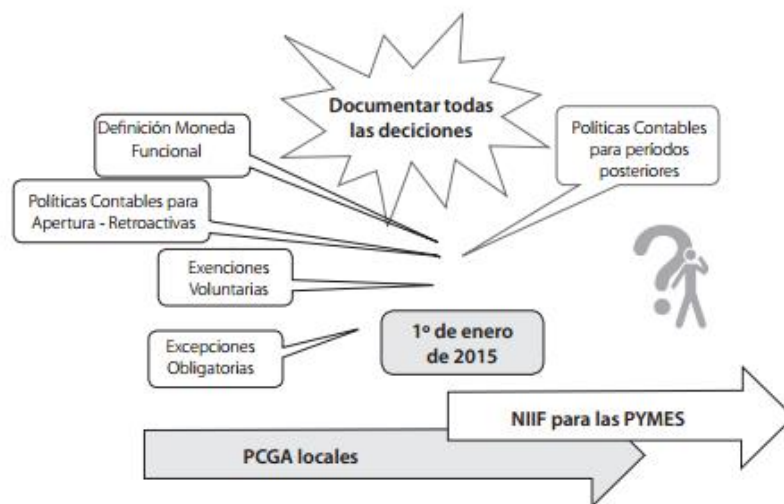 Documentar todas
las deciciones
Definición Moneda
Funcional
Políticas Contables
para períodos
posteriores
Políticas Contables para
Apertura - Retroactivas
Exenciones
Voluntarias
Excepciones
Obligatorias
1º de enero
de 2015
NIIF para las PYMES
PCGA locales
?